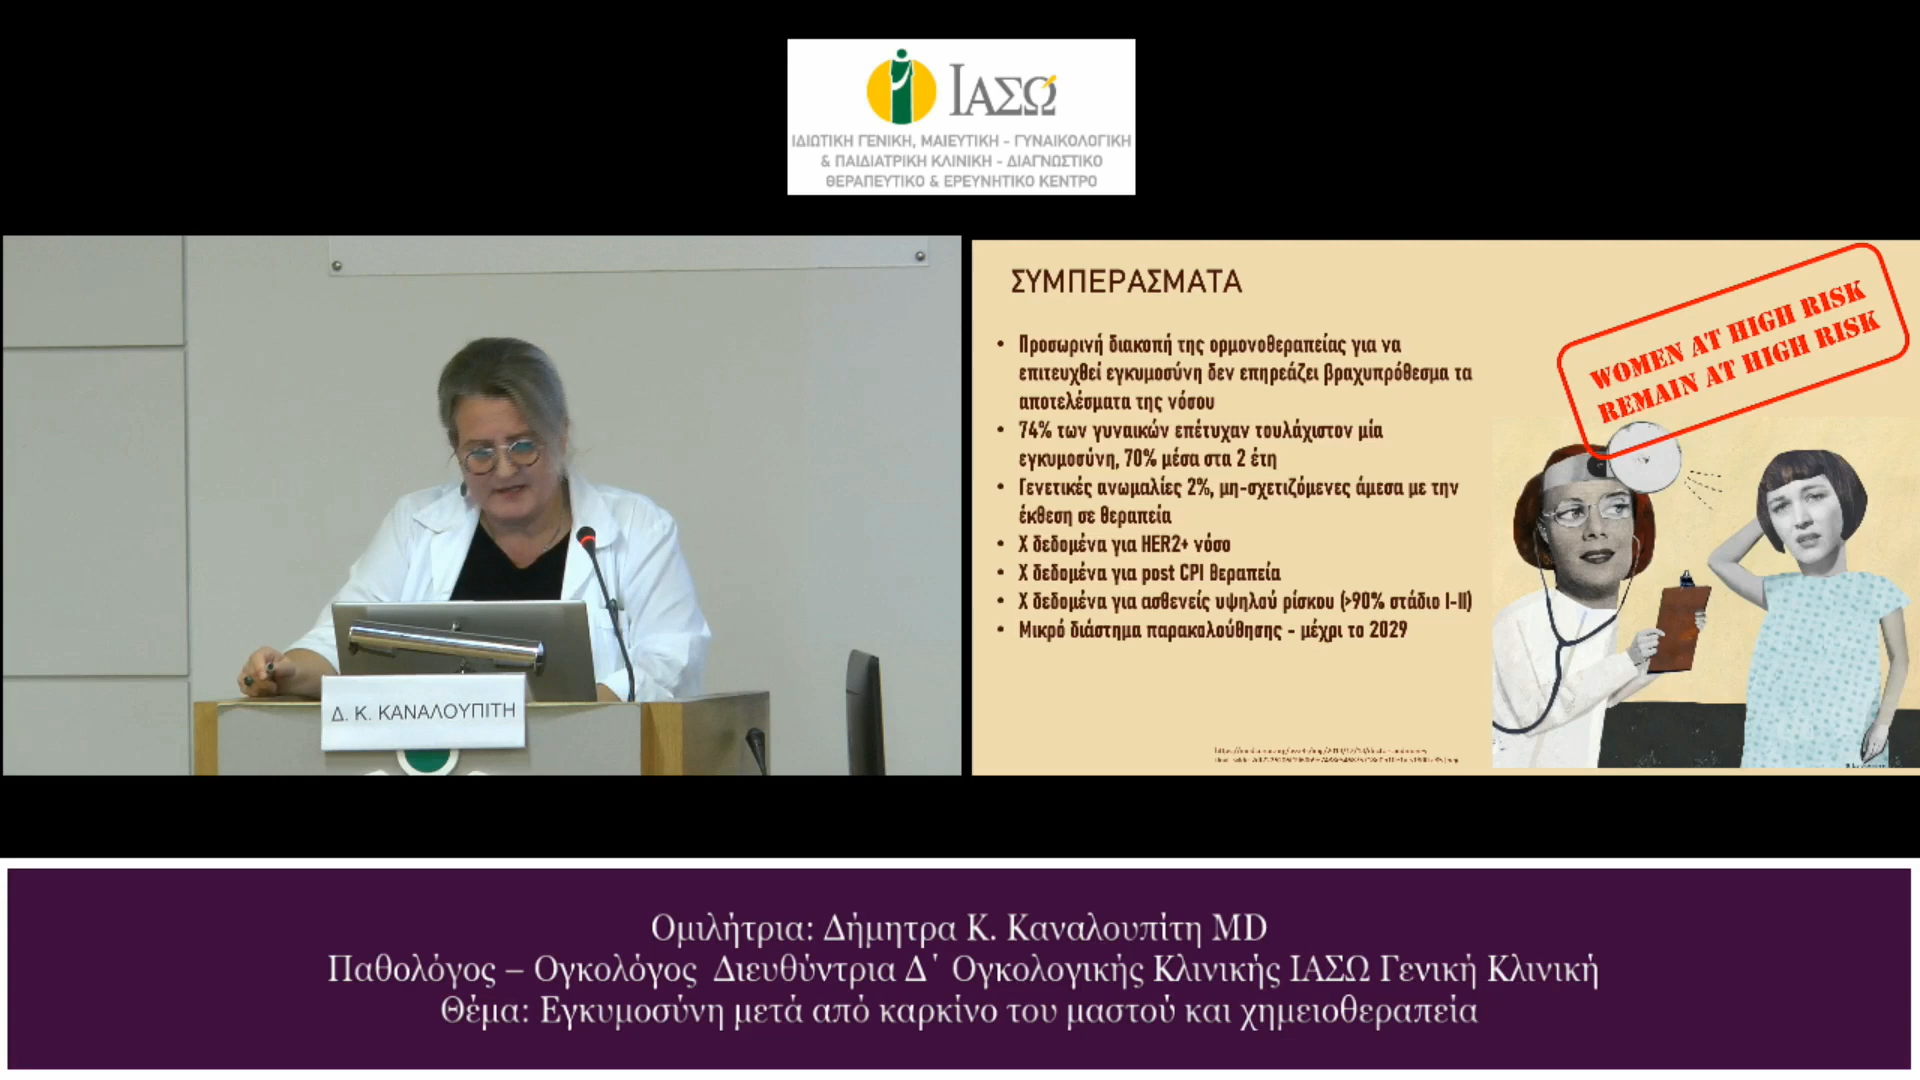 ΙΑΣΩ
ΙΔΙΩΤΙΚΗ ΓΕΝΙΚΗ, ΜΑΙΕΥΤΙΚΗ - ΓΥΝΑΙΚΟΛΟΓΙΚΗ
& ΠΑΙΔΙΑΤΡΙΚΗ ΚΛΙΝΙΚΗ - ΔΙΑΓΝΩΣΤΙΚΟ
ΘΕΡΑΠΕΥΤΙΚΟ & ΕΡΕΥΝΗΤΙΚΟ ΚΕΝΤΡΟ
Δ. Κ. ΚΑΝΑΛΟΥΠΙΤΗ
ΣΥΜΠΕΡΑΣΜΑΤΑ
• Προσωρινή διακοπή της ορμονοθεραπείας για να
επιτευχθεί εγκυμοσύνη δεν επηρεάζει βραχυπρόθεσμα τα
αποτελέσματα της νόσου
• 74% των γυναικών επέτυχαν τουλάχιστον μία
εγκυμοσύνη, 70% μέσα στα 2 έτη
• Γενετικές ανωμαλίες 2%, μη-σχετιζόμενες άμεσα με την
έκθεση σε θεραπεία
• Χ δεδομένα για HER2+ νόσο
• Χ δεδομένα για post CPI θεραπεία
• Χ δεδομένα για ασθενείς υψηλού ρίσκου (>90% στάδιο I-II)
• Μικρό διάστημα παρακολούθησης - μέχρι το 2029
WOMEN AT HIGH RISK
REMAIN AT HIGH RISK
Ομιλήτρια: Δήμητρα Κ. Καναλουπίτη MD
Παθολόγος – Ογκολόγος Διευθύντρια Δ΄ Ογκολογικής Κλινικής ΙΑΣΩ Γενική Κλινική
Θέμα: Εγκυμοσύνη μετά από καρκίνο του μαστού και χημειοθεραπεία